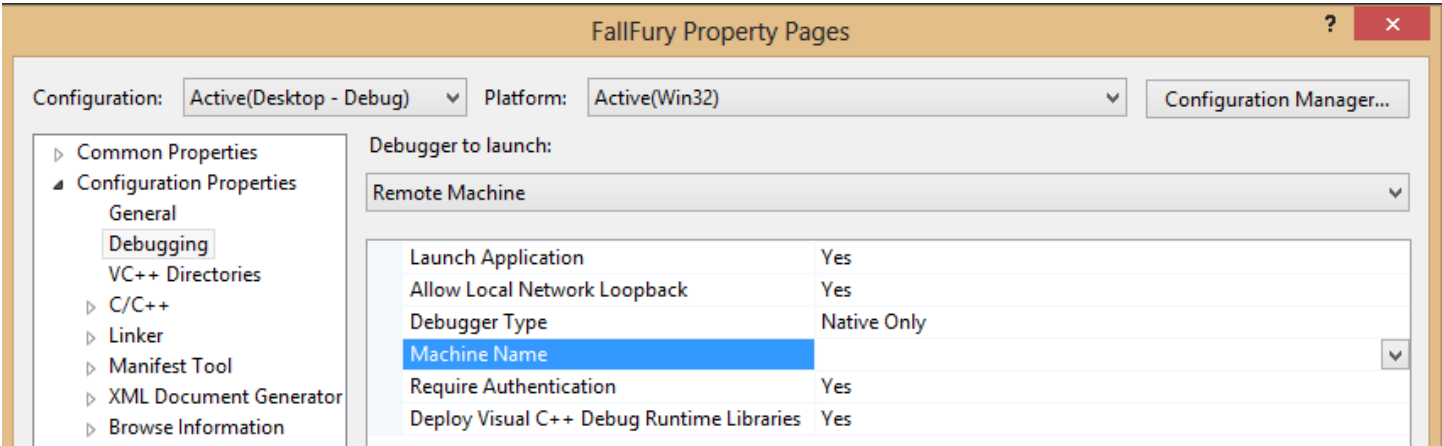 FallFury Property Pages
?
Configuration: Active(Desktop - Debug) Platform: Active(Win32) Configuration Manager...
Common Properties
Configuration Properties
General
Debugging
VC++ Directories
C/C++
Linker
Manifest Tool
XML Document Generator
Browse Information
Debugger to launch:
Remote Machine
Launch Application Yes
Allow Local Network Loopback Yes
Debugger Type Native Only
Machine Name
Require Authentication Yes
Deploy Visual C++ Debug Runtime Libraries Yes